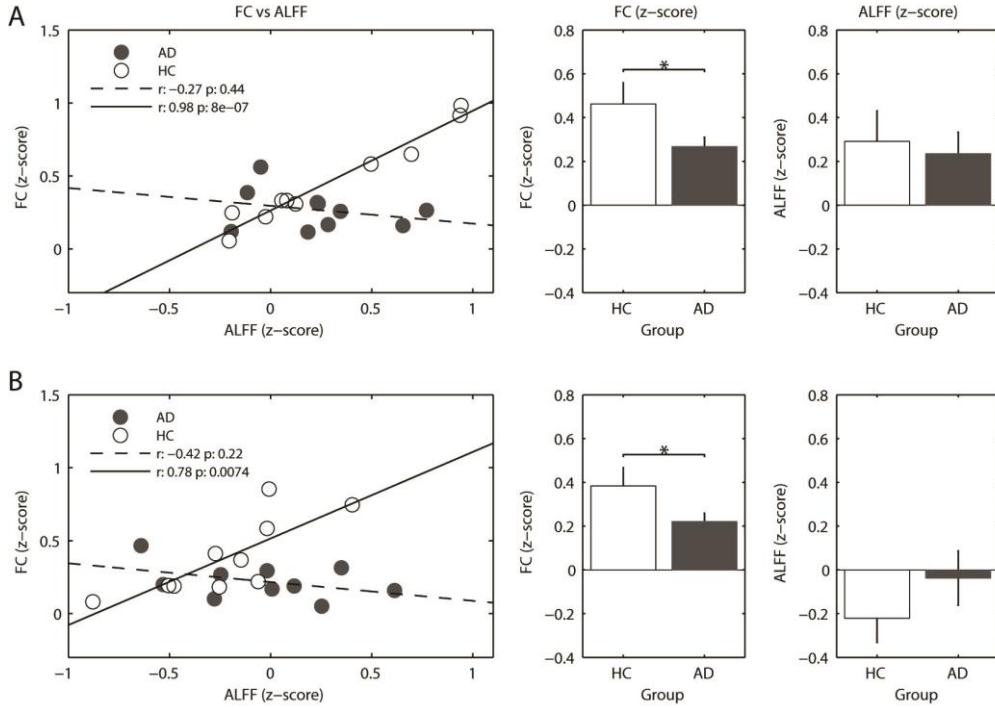 A
FC vs ALFF
FC (z−score)
ALFF (z−score)
1.5
1
0.5
0
FC (z−score)
AD
HC
r: −0.27 p: 0.44
r: 0.98 p: 8e−07
−1
−0.5
0
0.5
1
ALFF (z−score)
0.8
0.6
0.4
0.2
0
−0.2
−0.4
FC (z−score)
*
HC
AD
Group
0.8
0.6
0.4
0.2
0
−0.2
−0.4
ALFF (z−score)
HC
AD
Group
B
1.5
1
0.5
0
FC (z−score)
AD
HC
r: −0.42 p: 0.22
r: 0.78 p: 0.0074
−1
−0.5
0
0.5
1
ALFF (z−score)
0.8
0.6
0.4
0.2
0
−0.2
−0.4
FC (z−score)
*
HC
AD
Group
0.8
0.6
0.4
0.2
0
−0.2
−0.4
ALFF (z−score)
HC
AD
Group